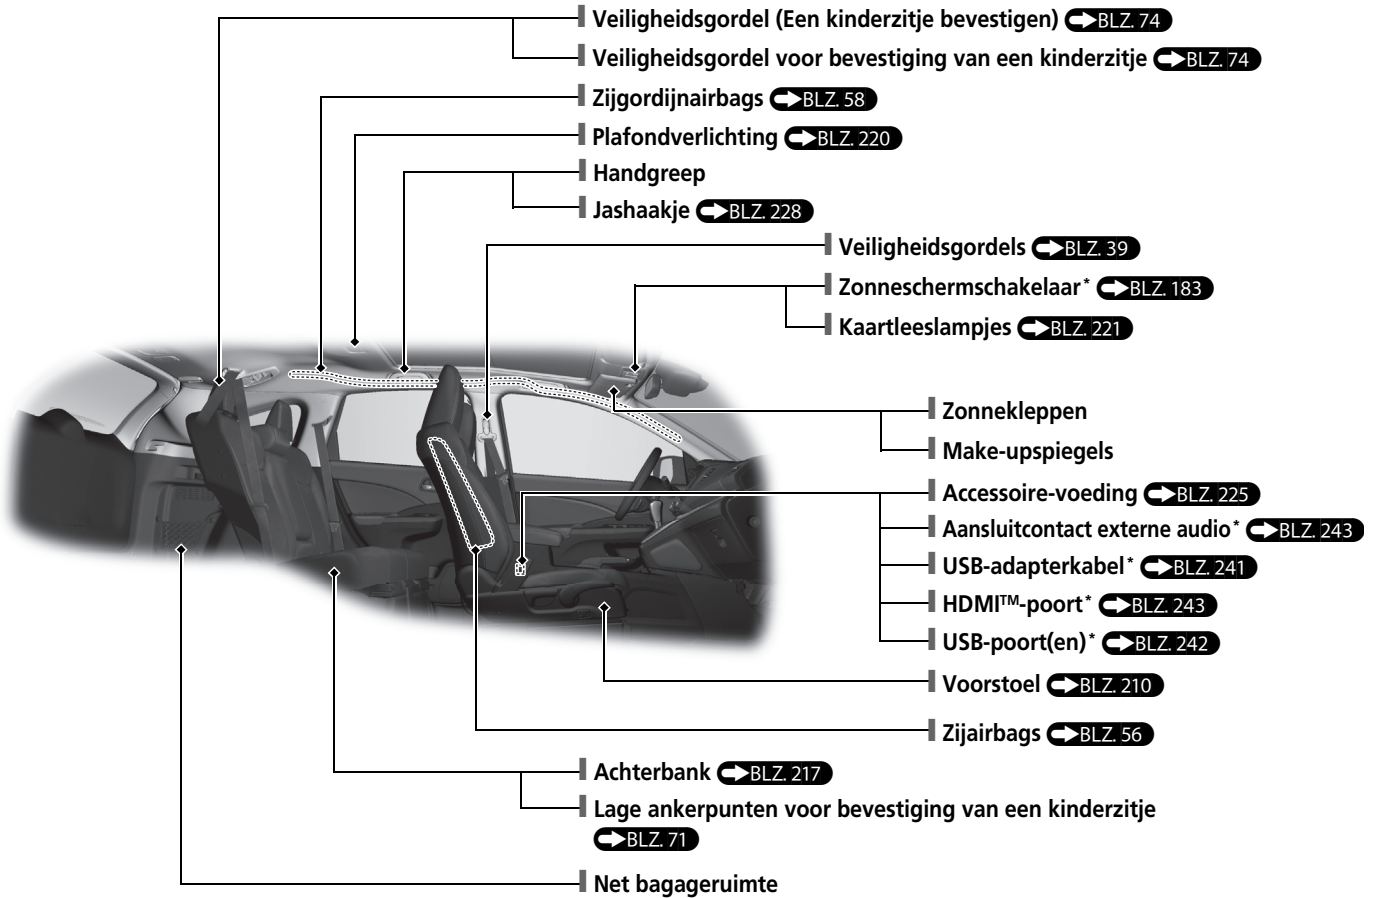 Veiligheidsgordel (Een kinderzitje bevestigen) BLZ. 74
Veiligheidsgordel voor bevestiging van een kinderzitje BLZ. 74
Zijgordijnairbags BLZ. 58
Plafondverlichting BLZ. 220
Handgreep
Jashaakje BLZ. 228
Veiligheidsgordels BLZ. 39
Zonneschermschakelaar* BLZ. 183
Kaartleeslampjes BLZ. 221
Zonnekleppen
Make-upspiegels
Accessoire-voeding BLZ. 225
Aansluitcontact externe audio* BLZ. 243
USB-adapterkabel* BLZ. 241
HDMI™-poort* BLZ. 243
USB-poort(en)* BLZ. 242
Voorstoel BLZ. 210
Zijairbags BLZ. 56
Achterbank BLZ. 217
Lage ankerpunten voor bevestiging van een kinderzitje
BLZ. 71
Net bagageruimte